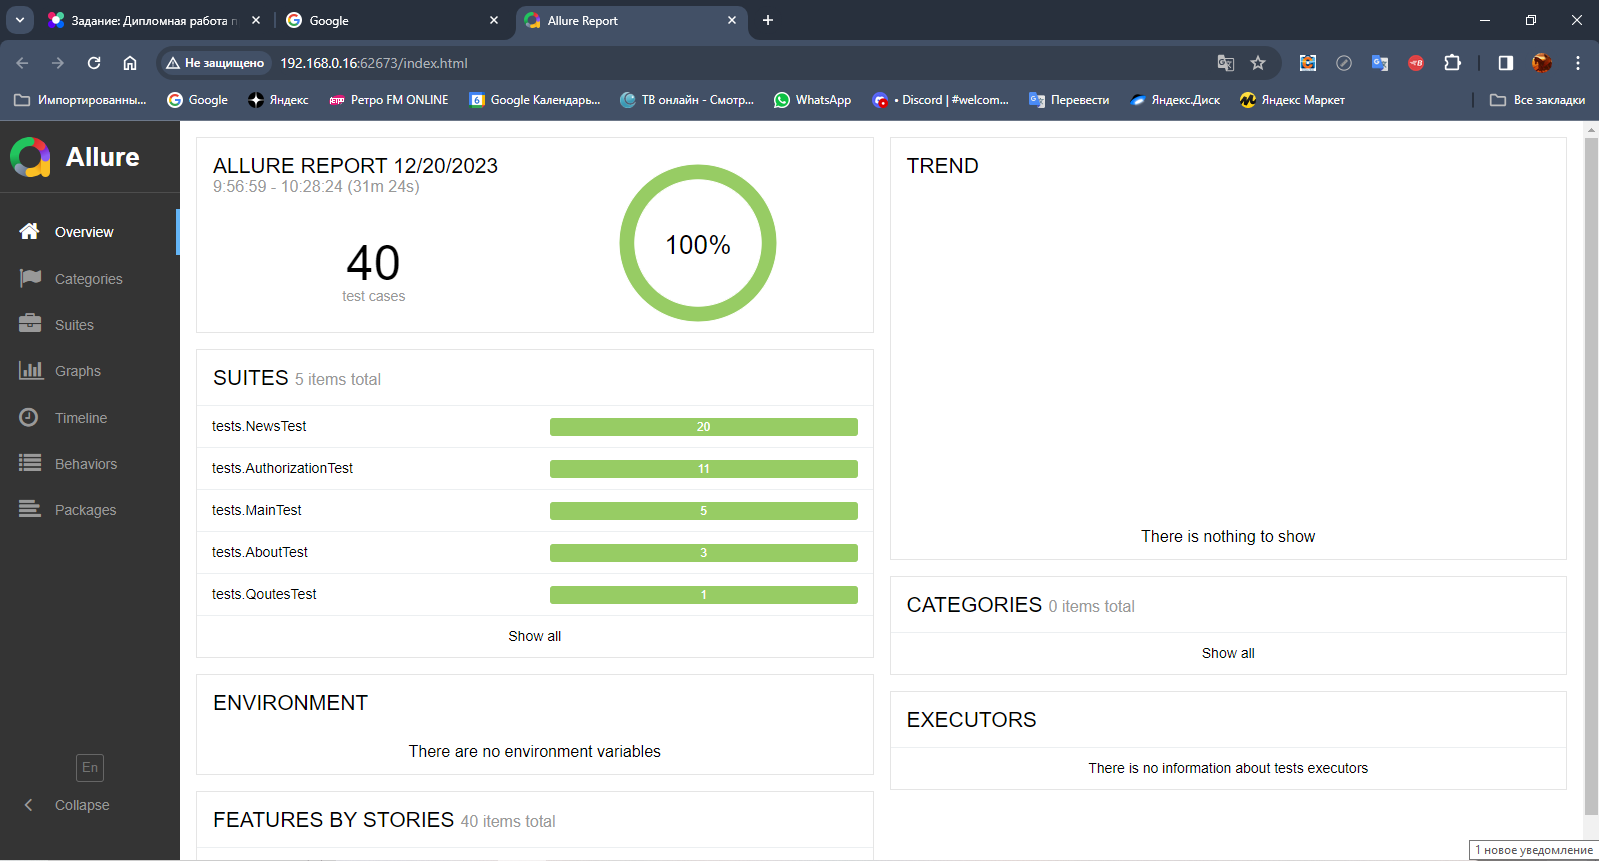 Задание: Дипломная работа п
Google
Allure Report
Не защищено
192.168.0.16:62673/index.html
Импортированны...
Google
Яндекс
Ретро FM ONLINE
Google Календарь...
ТВ онлайн - Смотр...
WhatsApp
• Discord | #welcom...
Перевести
Яндекс.Диск
Яндекс Маркет
Все закладки
Allure
Overview
Categories
Suites
Graphs
Timeline
Behaviors
Packages
En
Collapse
ALLURE REPORT 12/20/2023
9:56:59 - 10:28:24 (31m 24s)
40
test cases
100%
SUITES 5 items total
tests.NewsTest 20
tests.AuthorizationTest 11
tests.MainTest 5
tests.AboutTest 3
tests.QoutesTest 1
Show all
ENVIRONMENT
There are no environment variables
FEATURES BY STORIES 40 items total
TREND
There is nothing to show
CATEGORIES 0 items total
Show all
EXECUTORS
There is no information about tests executors
1 новое уведомление